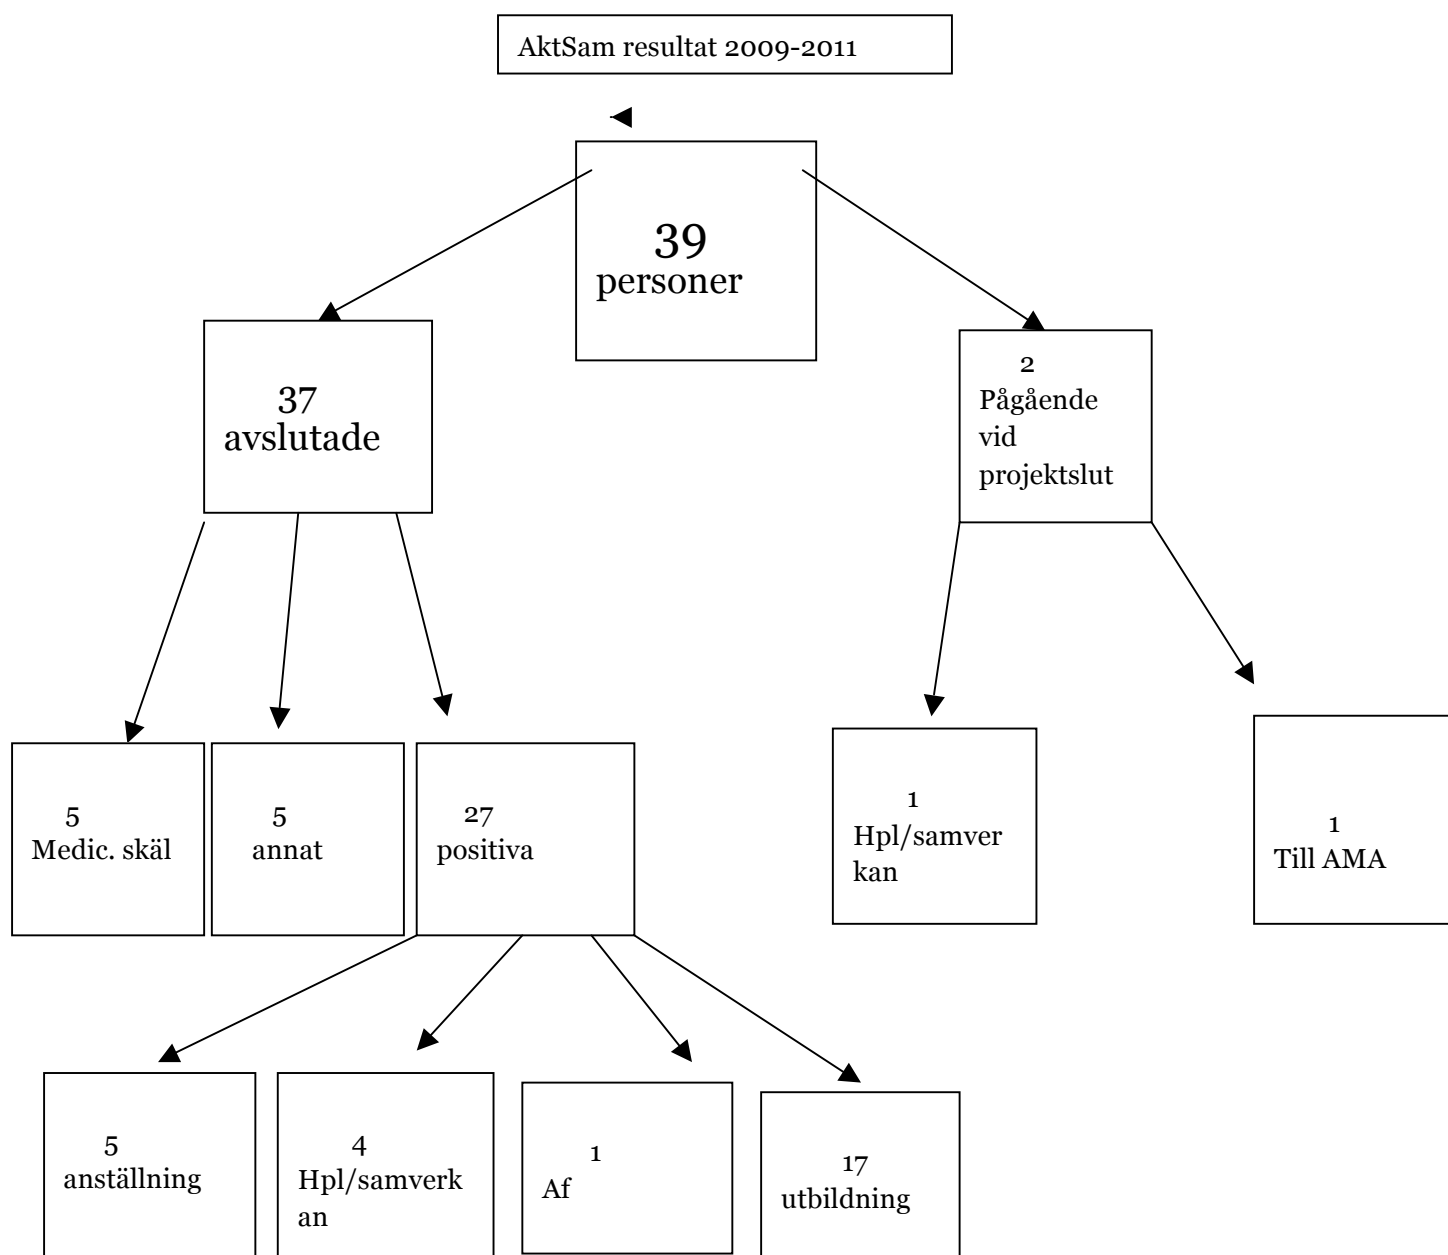 AktSam resultat 2009-2011
39
personer
37
avslutade
2
Pågående
vid
projektslut
5
Medic. skäl
5
annat
27
positiva
1
Hpl/samver
kan
1
Till AMA
5
anställning
4
Hpl/samverk
an
1
Af
17
utbildning